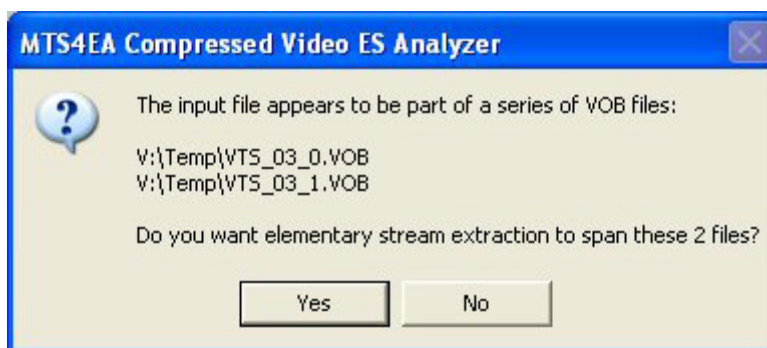 MTS4EA Compressed Video ES Analyzer
The input file appears to be part of a series of VOB files:
V:\Temp\VTS_03_0.VOB
V:\Temp\VTS_03_1.VOB
Do you want elementary stream extraction to span these 2 files?
Yes
No